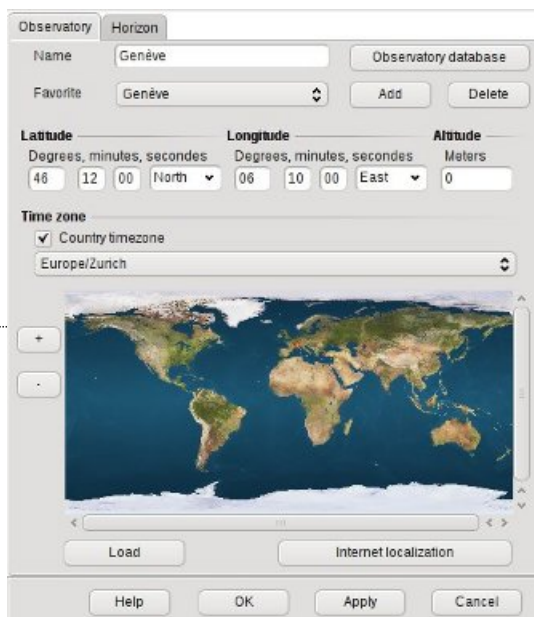 Observatory Horizon
Name Genève Observatory database
Favorite Genève Add Delete
Latitude Longitude Altitude
Degrees, minutes, secondes Degrees, minutes, secondes Meters
46 12 00 North 06 10 00 East 0
Time zone
Country timezone
Europe/Zurich
+
-
Load Internet localization
Help OK Apply Cancel